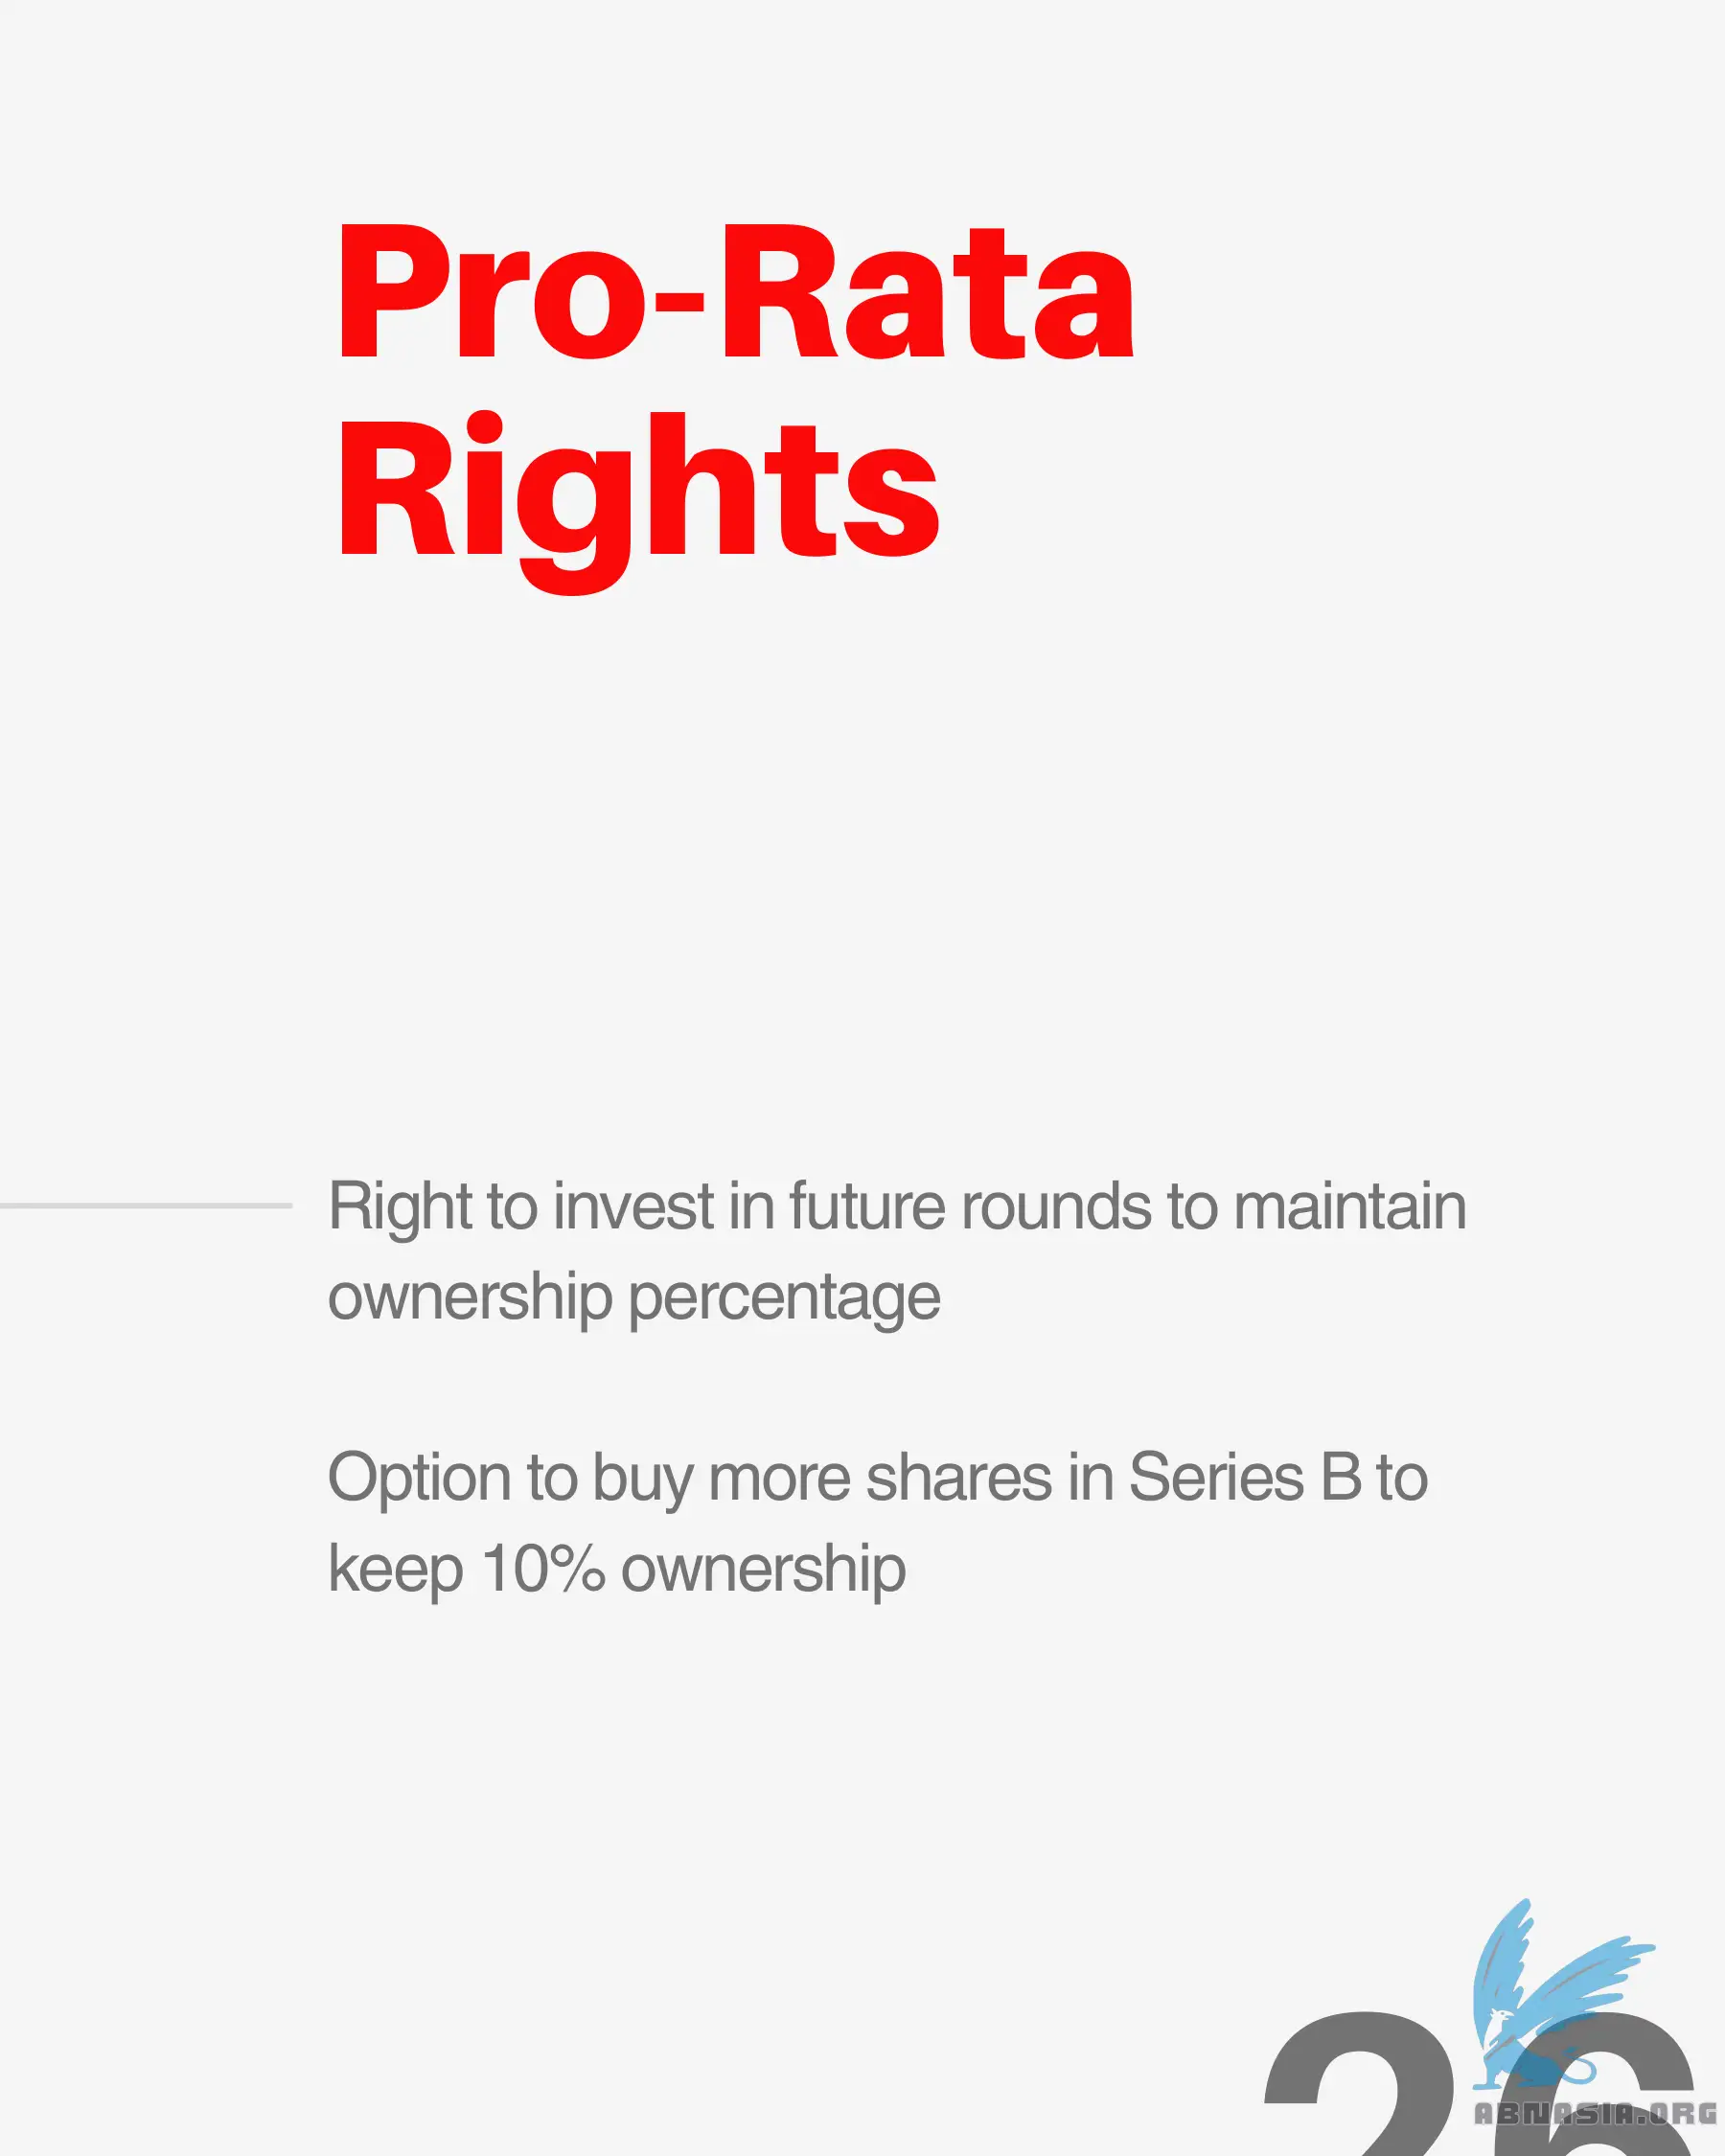 Pro-Rata
Rights
Right to invest in future rounds to maintain
ownership percentage
Option to buy more shares in Series B to
keep 10% ownership
26
ABNASIA.ORG